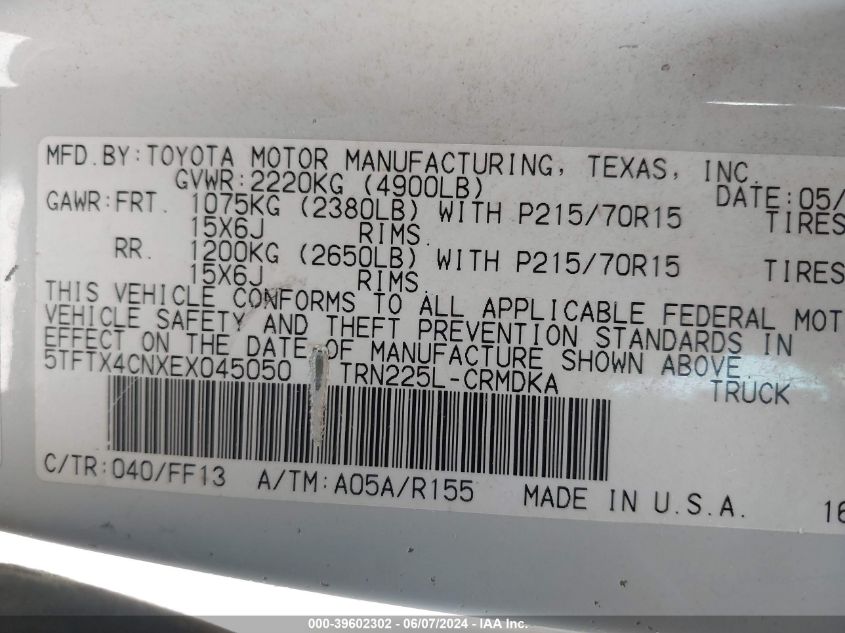 MFD.BY:TOYOTA MOTOR MANUFACTURING, TEXAS, INC.
GVWR:2220KG (4900LB) DATE:05/
GAWR:FRT. 1075KG (2380LB) WITH P215/70R15 TIRES
15X6J RIMS.
RR. 1200KG (2650LB) WITH P215/70R15 TIRES
15X6J RIMS.
THIS VEHICLE CONFORMS TO ALL APPLICABLE FEDERAL MOT
VEHICLE SAFETY AND THEFT PREVENTION STANDARDS IN
EFFECT ON THE DATE OF MANUFACTURE SHOWN ABOVE.
5TFTX4CNXEX045050 TRN225L-CRMDKA TRUCK
C/TR:040/FF13 A/TM:A05A/R155 MADE IN U.S.A. 16
000-39602302 - 06/07/2024 - IAA Inc.